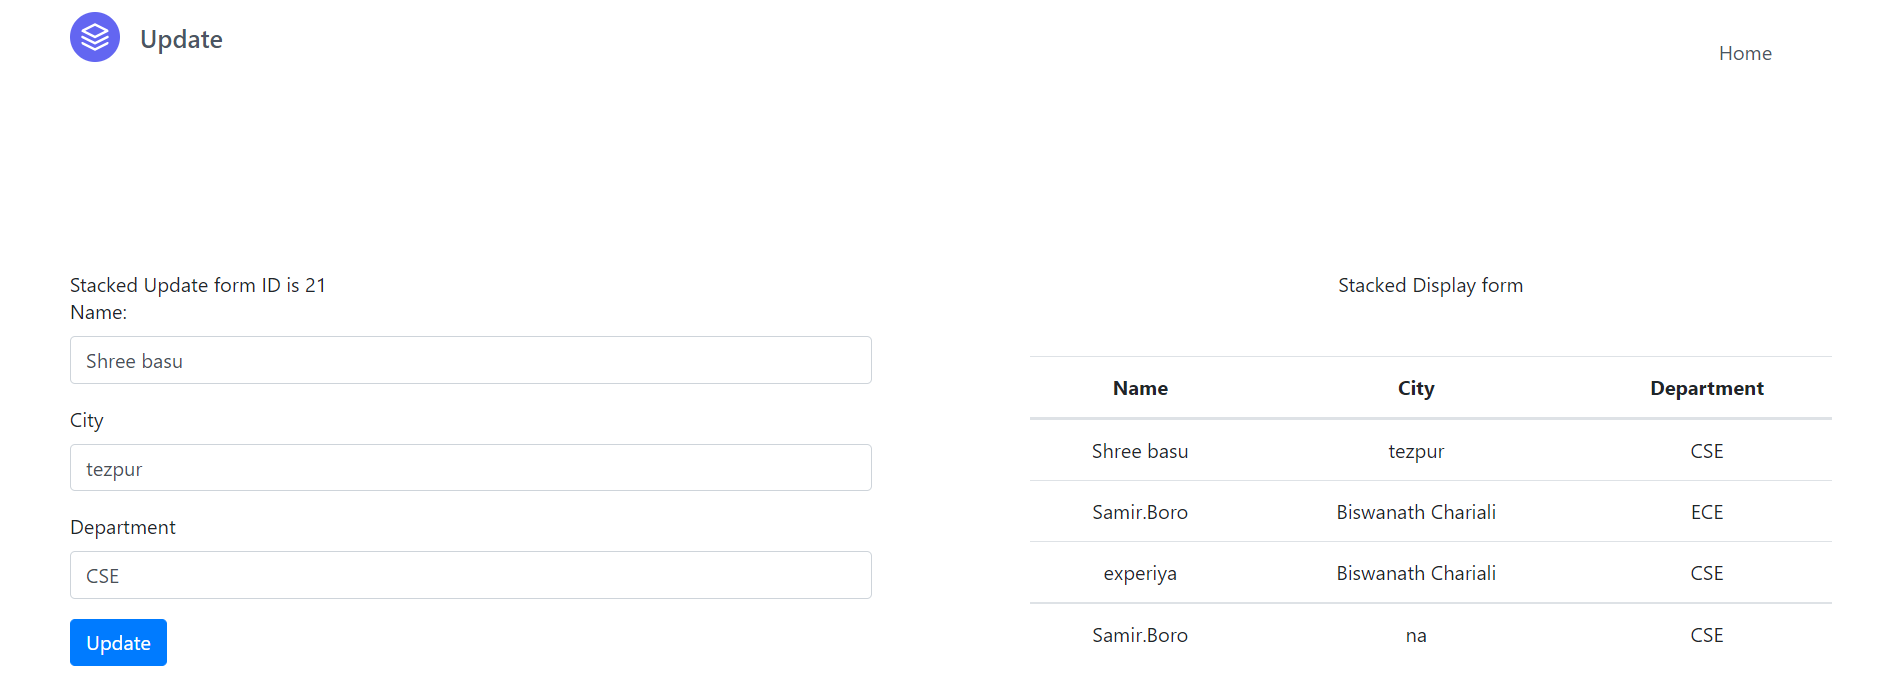 Update
Home
Stacked Update form ID is 21
Name:
Shree basu
City
tezpur
Department
CSE
Update
Stacked Display form
Name City Department
Shree basu tezpur CSE
Samir.Boro Biswanath Chariali ECE
experiya Biswanath Chariali CSE
Samir.Boro na CSE